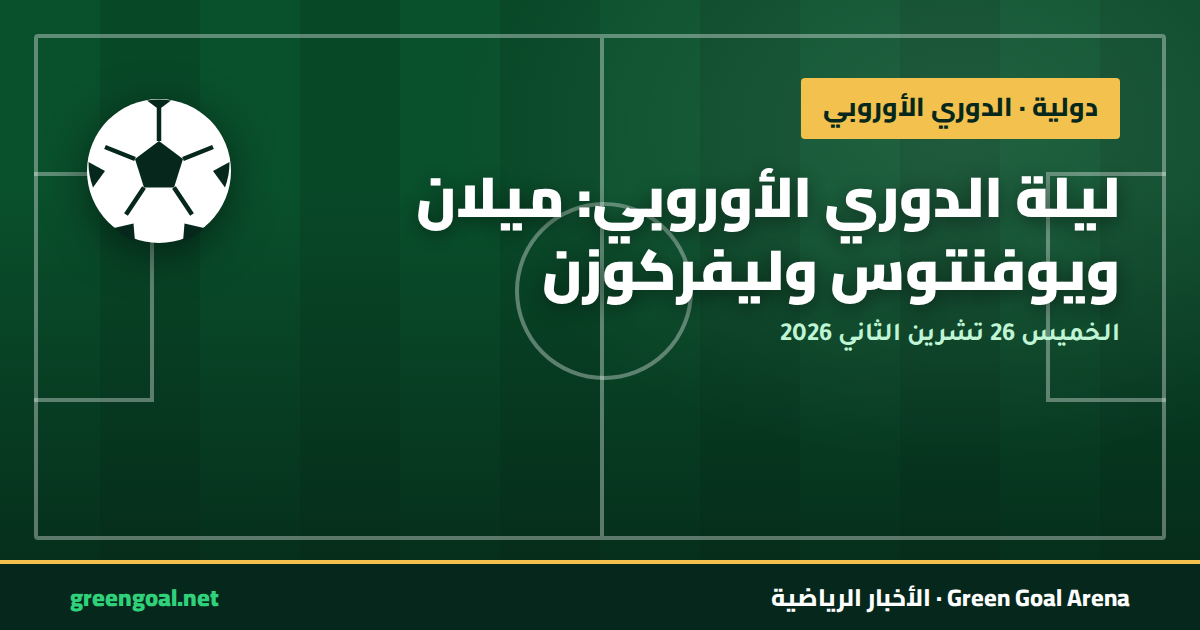 دولية · الدوري الأوروبي
ليلة الدوري الأوروبي: ميلان
ويوفنتوس وليفركوزن
الخميس 26 تشرين الثاني 2026
الأخبار الرياضية · Green Goal Arena
greengoal.net